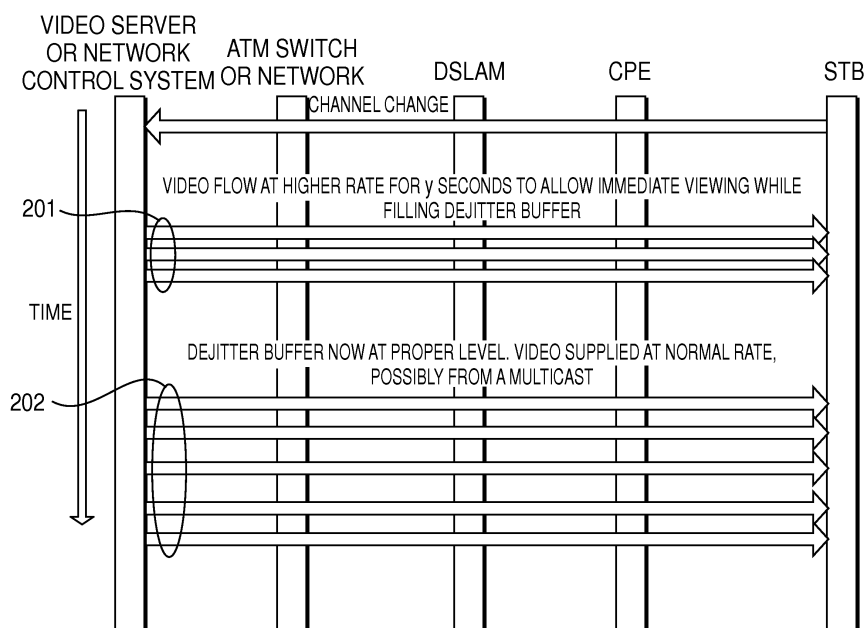 VIDEO SERVER
OR NETWORK
CONTROL SYSTEM
ATM SWITCH
OR NETWORK
DSLAM
CPE
STB
CHANNEL CHANGE
VIDEO FLOW AT HIGHER RATE FOR y SECONDS TO ALLOW IMMEDIATE VIEWING WHILE
FILLING DEJITTER BUFFER
201
TIME
DEJITTER BUFFER NOW AT PROPER LEVEL. VIDEO SUPPLIED AT NORMAL RATE,
POSSIBLY FROM A MULTICAST
202